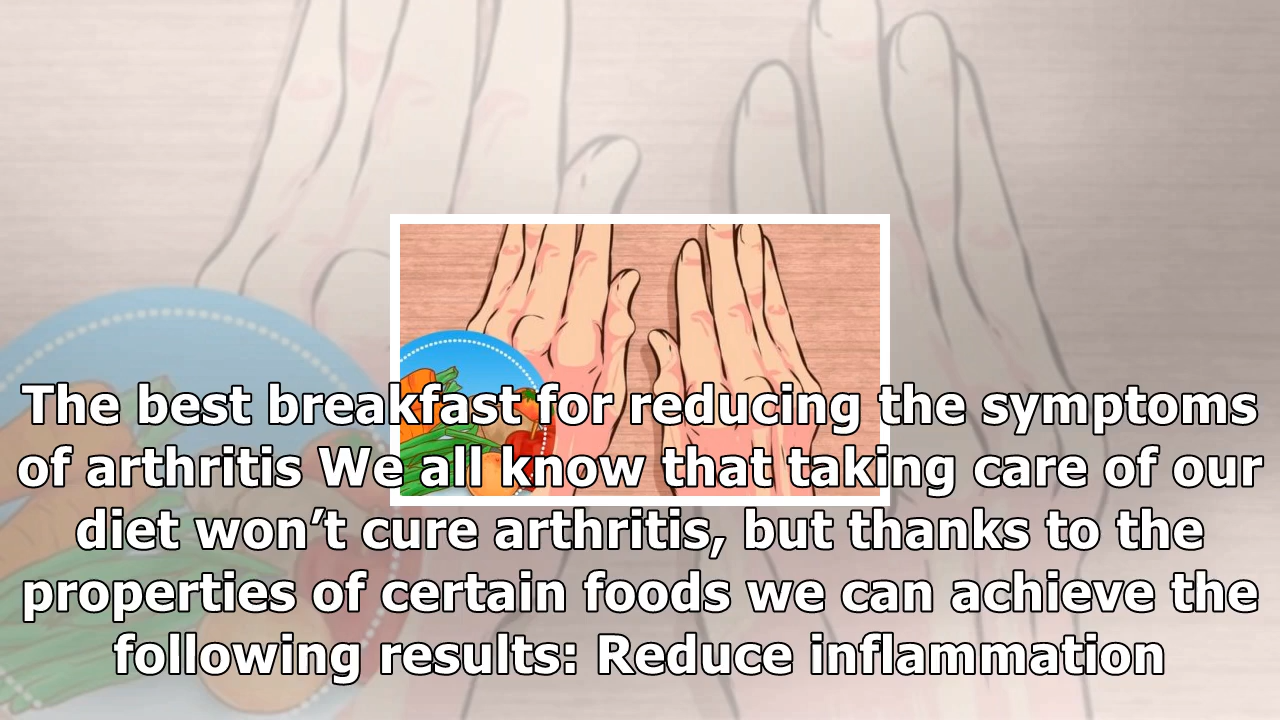 The best breakfast for reducing the symptoms
of arthritis We all know that taking care of our
diet won’t cure arthritis, but thanks to the
properties of certain foods we can achieve the
following results: Reduce inflammation